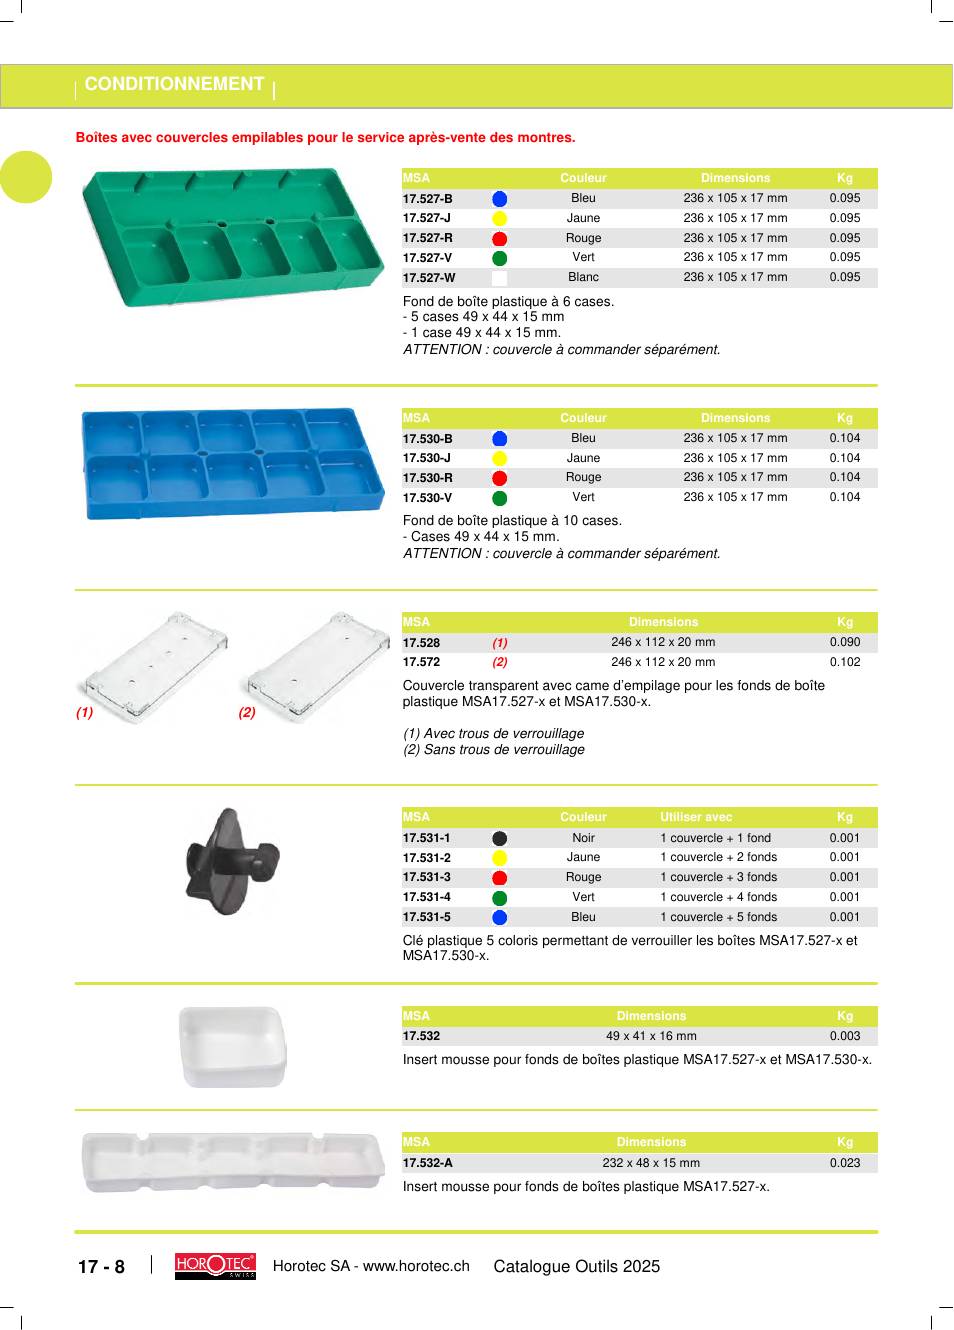 CONDITIONNEMENT
Boîtes avec couvercles empilables pour le service après-vente des montres.
MSA Couleur Dimensions Kg
17.527-B Bleu 236 x 105 x 17 mm 0.095
17.527-J Jaune 236 x 105 x 17 mm 0.095
17.527-R Rouge 236 x 105 x 17 mm 0.095
17.527-V Vert 236 x 105 x 17 mm 0.095
17.527-W Blanc 236 x 105 x 17 mm 0.095
Fond de boîte plastique à 6 cases.
- 5 cases 49 x 44 x 15 mm
- 1 case 49 x 44 x 15 mm.
ATTENTION : couvercle à commander séparément.
MSA Couleur Dimensions Kg
17.530-B Bleu 236 x 105 x 17 mm 0.104
17.530-J Jaune 236 x 105 x 17 mm 0.104
17.530-R Rouge 236 x 105 x 17 mm 0.104
17.530-V Vert 236 x 105 x 17 mm 0.104
Fond de boîte plastique à 10 cases.
- Cases 49 x 44 x 15 mm.
ATTENTION : couvercle à commander séparément.
(1) (2)
MSA Dimensions Kg
17.528 (1) 246 x 112 x 20 mm 0.090
17.572 (2) 246 x 112 x 20 mm 0.102
Couvercle transparent avec came d'empilage pour les fonds de boîte
plastique MSA17.527-x et MSA17.530-x.
(1) Avec trous de verrouillage
(2) Sans trous de verrouillage
MSA Couleur Utiliser avec Kg
17.531-1 Noir 1 couvercle + 1 fond 0.001
17.531-2 Jaune 1 couvercle + 2 fonds 0.001
17.531-3 Rouge 1 couvercle + 3 fonds 0.001
17.531-4 Vert 1 couvercle + 4 fonds 0.001
17.531-5 Bleu 1 couvercle + 5 fonds 0.001
Clé plastique 5 coloris permettant de verrouiller les boîtes MSA17.527-x et
MSA17.530-x.
MSA Dimensions Kg
17.532 49 x 41 x 16 mm 0.003
Insert mousse pour fonds de boîtes plastique MSA17.527-x et MSA17.530-x.
MSA Dimensions Kg
17.532-A 232 x 48 x 15 mm 0.023
Insert mousse pour fonds de boîtes plastique MSA17.527-x.
17 - 8 HOROTEC® SWISS Horotec SA - www.horotec.ch Catalogue Outils 2025